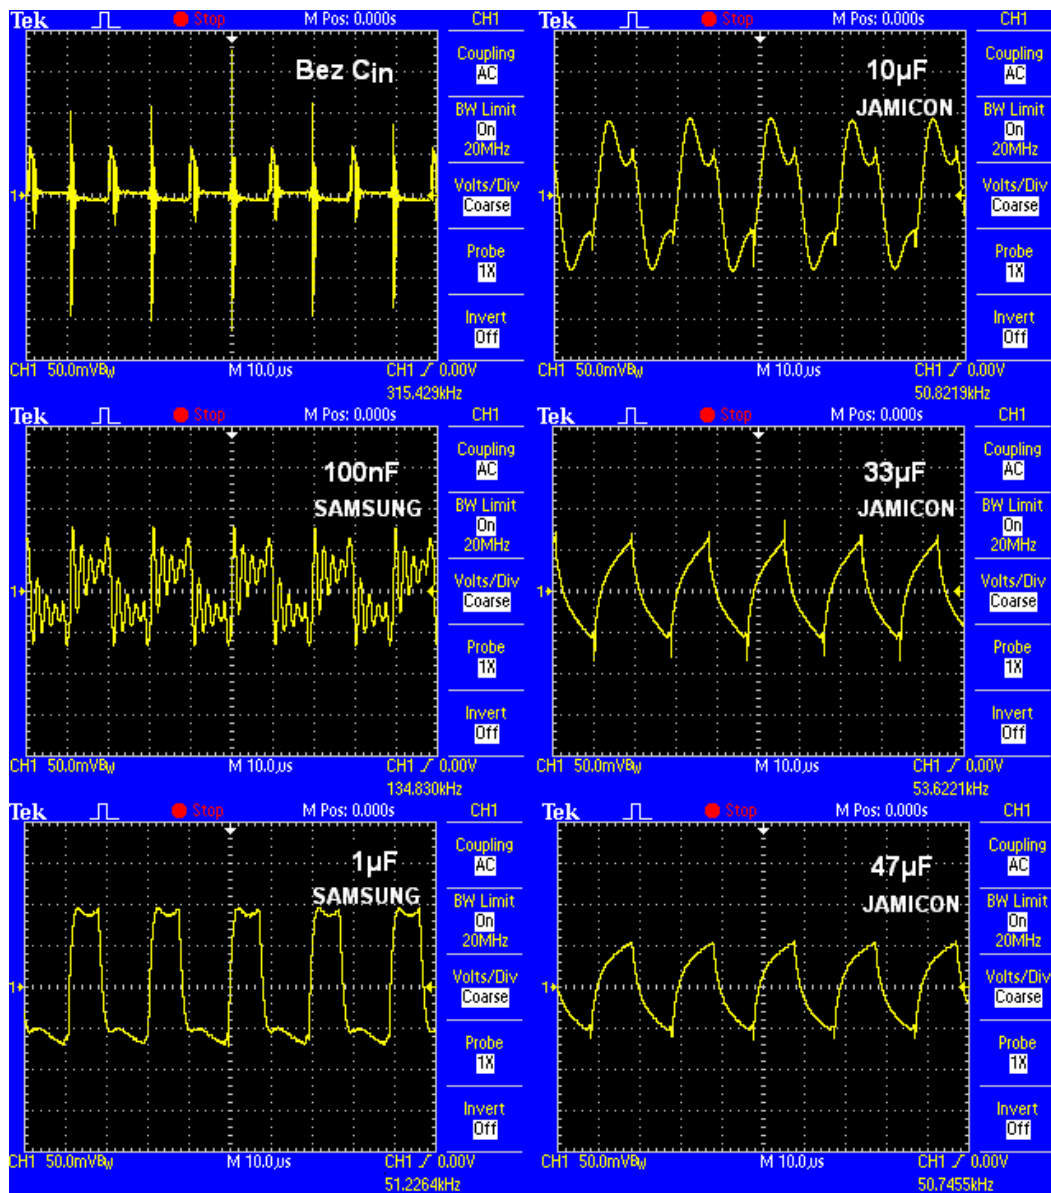 Tek Stop M Pos: 0.000s CH1
Bez Cin
Coupling
AC
BW Limit
On
20MHz
Volts/Div
Coarse
Probe
1X
Invert
Off
1
CH1 50.0mVBW M 10.0µs CH1 0.00V
315.429kHz
Tek Stop M Pos: 0.000s CH1
10µF
JAMICON
Coupling
AC
BW Limit
On
20MHz
Volts/Div
Coarse
Probe
1X
Invert
Off
1
CH1 50.0mVBW M 10.0µs CH1 0.00V
50.8219kHz
Tek Stop M Pos: 0.000s CH1
100nF
SAMSUNG
Coupling
AC
BW Limit
On
20MHz
Volts/Div
Coarse
Probe
1X
Invert
Off
1
CH1 50.0mVBW M 10.0µs CH1 0.00V
134.830kHz
Tek Stop M Pos: 0.000s CH1
33µF
JAMICON
Coupling
AC
BW Limit
On
20MHz
Volts/Div
Coarse
Probe
1X
Invert
Off
1
CH1 50.0mVBW M 10.0µs CH1 0.00V
53.6221kHz
Tek Stop M Pos: 0.000s CH1
1µF
SAMSUNG
Coupling
AC
BW Limit
On
20MHz
Volts/Div
Coarse
Probe
1X
Invert
Off
1
CH1 50.0mVBW M 10.0µs CH1 0.00V
51.2264kHz
Tek Stop M Pos: 0.000s CH1
47µF
JAMICON
Coupling
AC
BW Limit
On
20MHz
Volts/Div
Coarse
Probe
1X
Invert
Off
1
CH1 50.0mVBW M 10.0µs CH1 0.00V
50.7455kHz